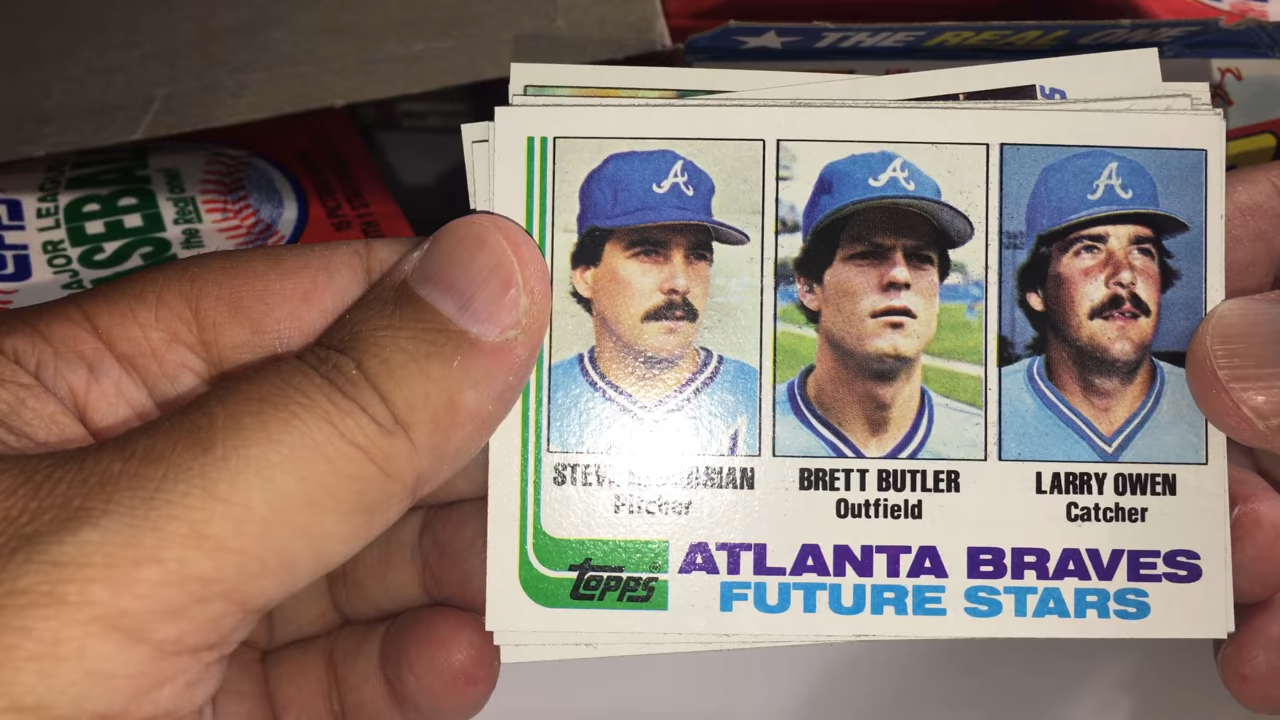 THE REAL ONE
TOPPS
MAJOR LEAGUE
BASEBALL
the Real one!
A
A
A
BRETT BUTLER
LARRY OWEN
Pitcher
Outfield
Catcher
topps®
ATLANTA BRAVES
FUTURE STARS